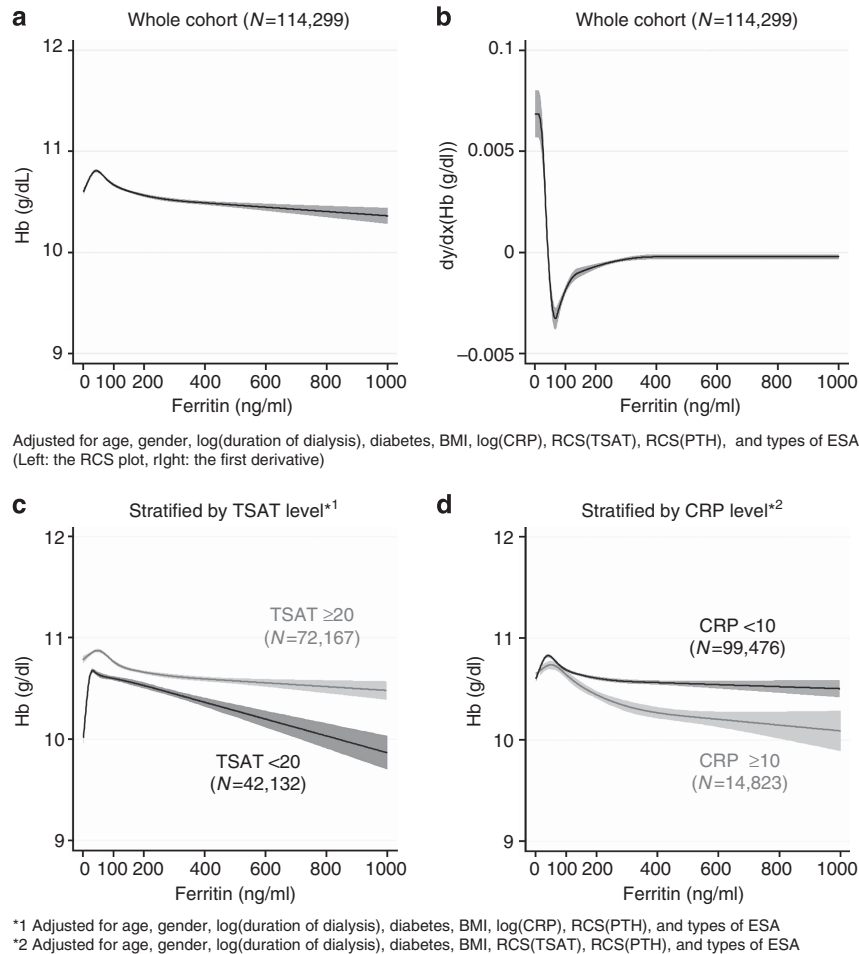 a
Whole cohort (N=114,299)
12
11
10
9
Hb (g/dL)
0 100 200 400 600 800 1000
Ferritin (ng/ml)
b
Whole cohort (N=114,299)
0.1
0.005
0
−0.005
dy/dx(Hb (g/dl))
0 100 200 400 600 800 1000
Ferritin (ng/ml)
Adjusted for age, gender, log(duration of dialysis), diabetes, BMI, log(CRP), RCS(TSAT), RCS(PTH), and types of ESA
(Left: the RCS plot, rIght: the first derivative)
c
Stratified by TSAT level*1
12
11
10
9
Hb (g/dl)
TSAT ≥20
(N=72,167)
TSAT <20
(N=42,132)
0 100 200 400 600 800 1000
Ferritin (ng/ml)
d
Stratified by CRP level*2
12
11
10
9
Hb (g/dl)
CRP <10
(N=99,476)
CRP ≥10
(N=14,823)
0 100 200 400 600 800 1000
Ferritin (ng/ml)
*1 Adjusted for age, gender, log(duration of dialysis), diabetes, BMI, log(CRP), RCS(PTH), and types of ESA
*2 Adjusted for age, gender, log(duration of dialysis), diabetes, BMI, RCS(TSAT), RCS(PTH), and types of ESA